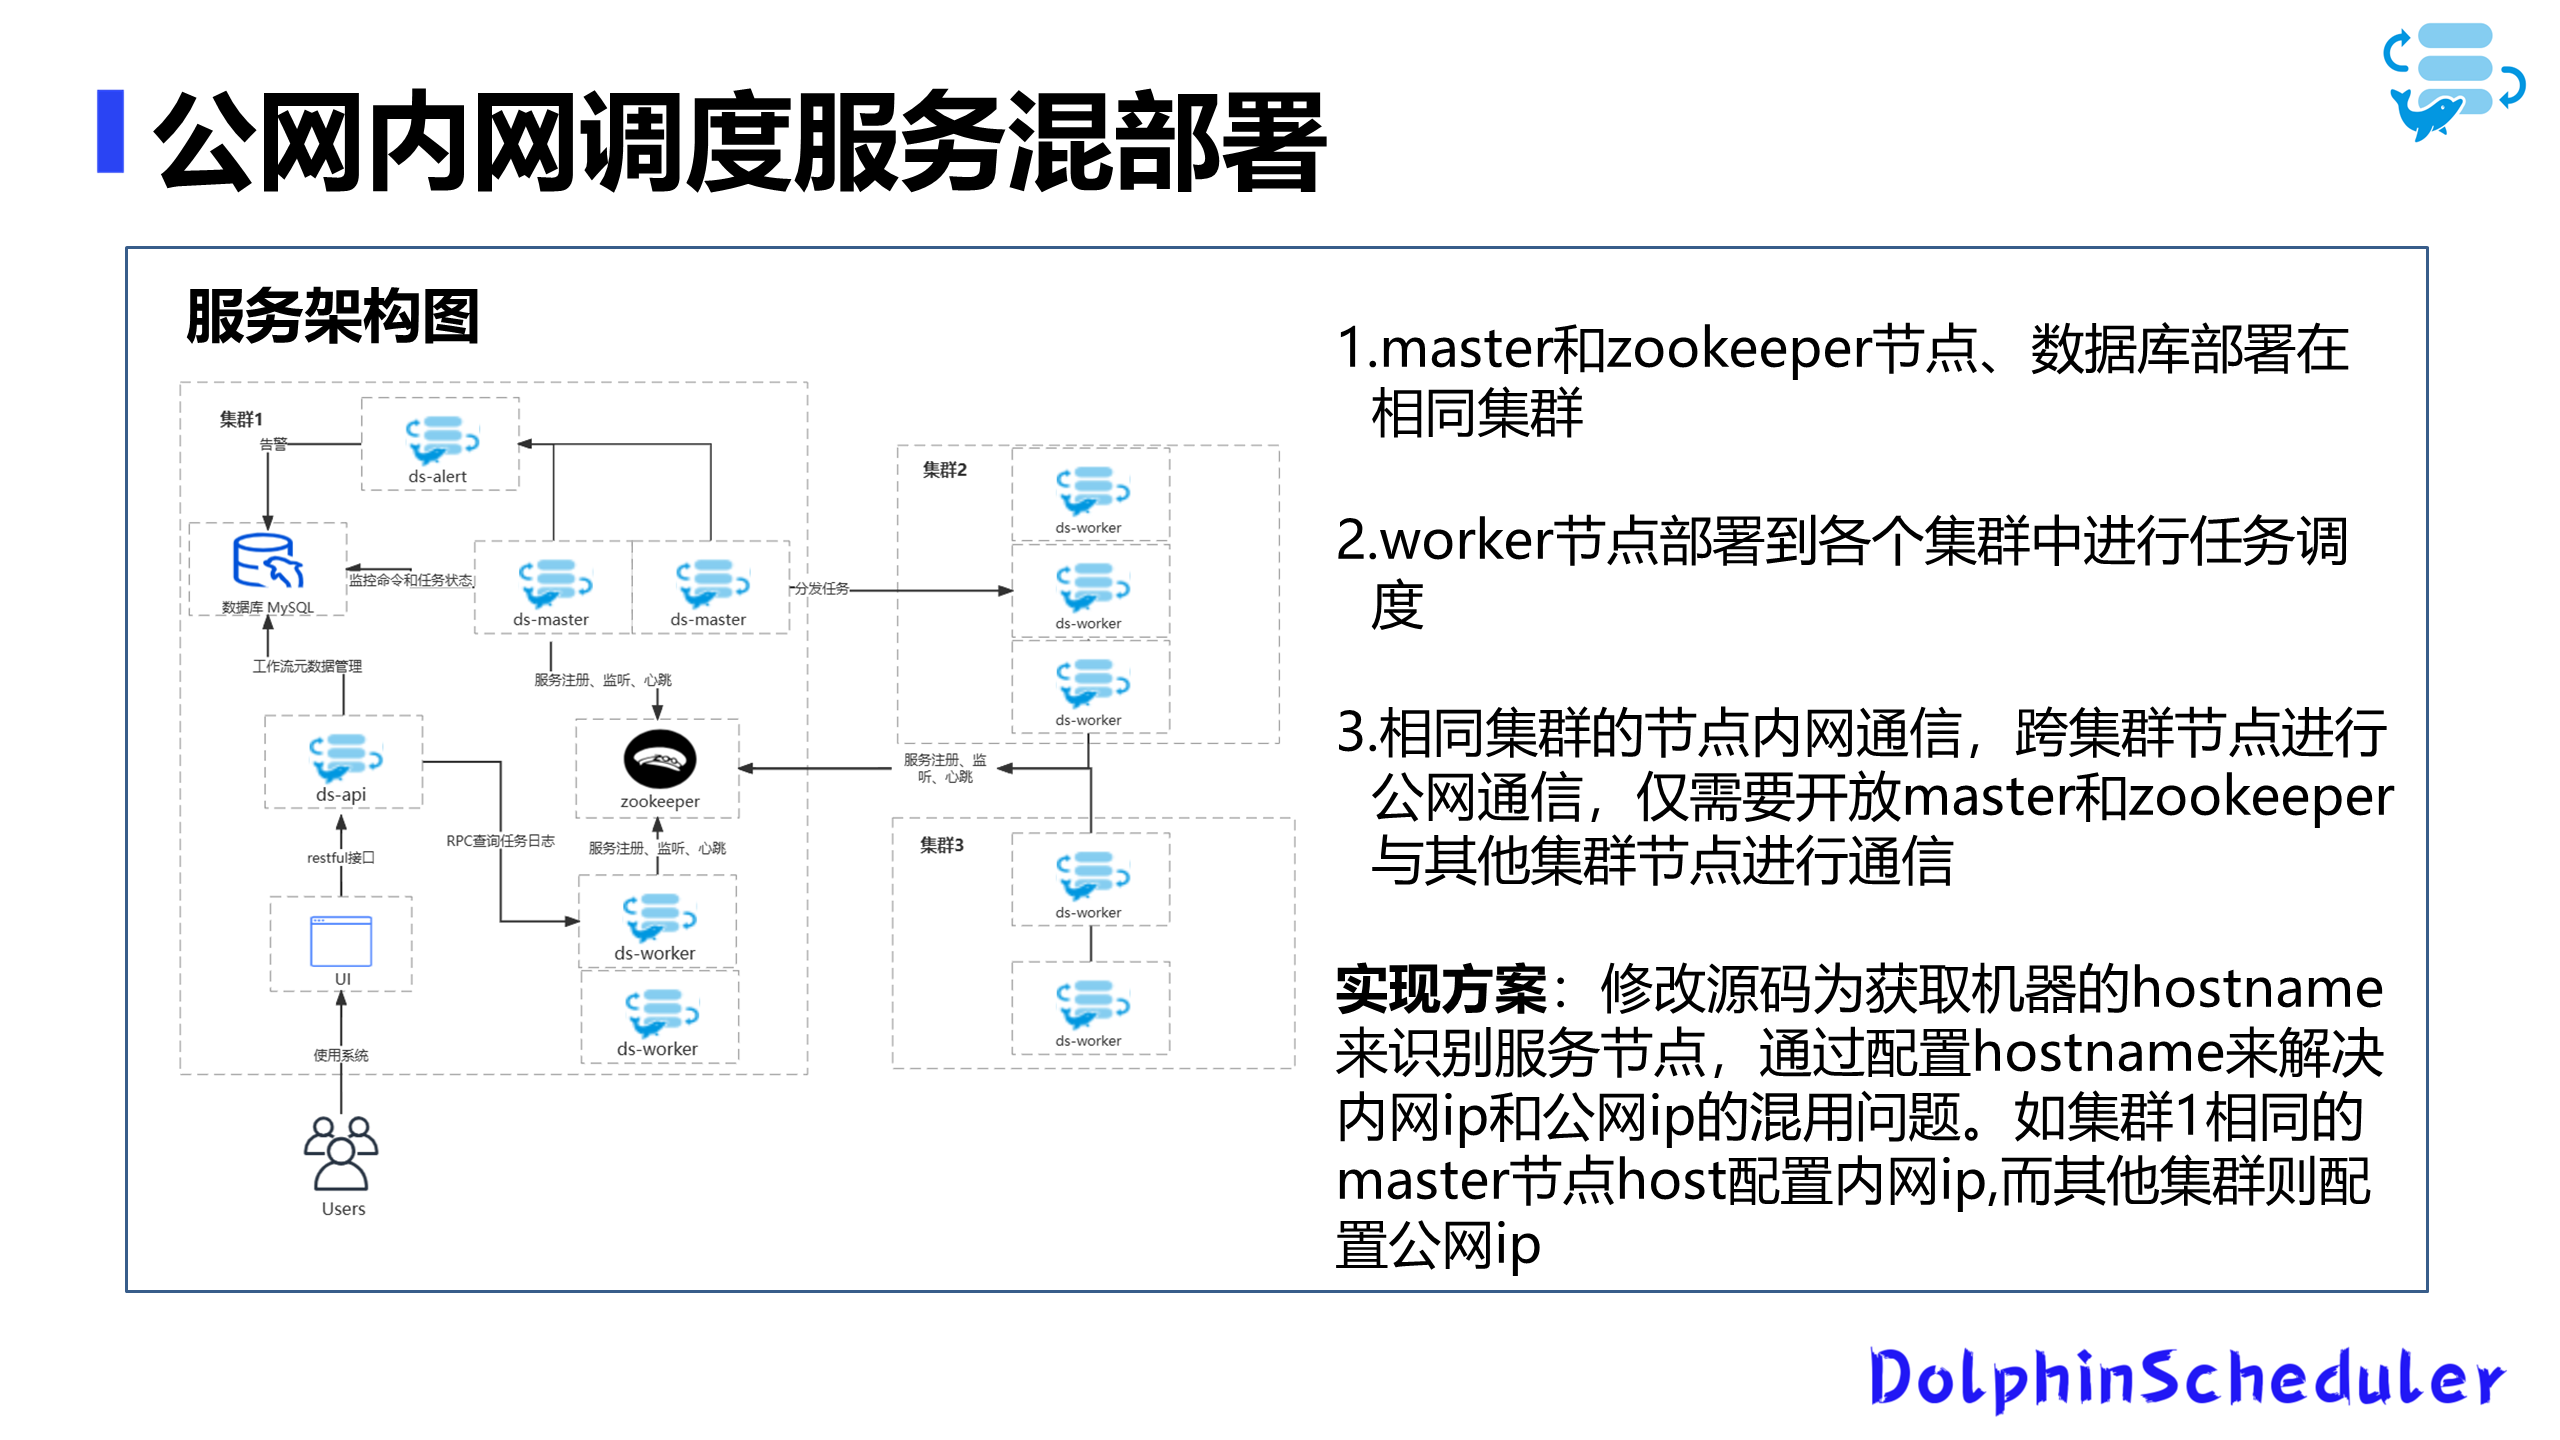 公网内网调度服务混部署
服务架构图
集群1
告警
ds-alert
数据库 MySQL
监控命令和任务状态
ds-master
ds-master
分发任务
工作流元数据管理
服务注册、监听、心跳
ds-api
zookeeper
RPC查询任务日志
restful接口
服务注册、监听、心跳
UI
ds-worker
ds-worker
使用系统
Users
集群2
ds-worker
ds-worker
ds-worker
服务注册、监
听、心跳
集群3
ds-worker
ds-worker
1.master和zookeeper节点、数据库部署在
相同集群
2.worker节点部署到各个集群中进行任务调
度
3.相同集群的节点内网通信，跨集群节点进行
公网通信，仅需要开放master和zookeeper
与其他集群节点进行通信
实现方案：修改源码为获取机器的hostname
来识别服务节点，通过配置hostname来解决
内网ip和公网ip的混用问题。如集群1相同的
master节点host配置内网ip,而其他集群则配
置公网ip
DolphinScheduler